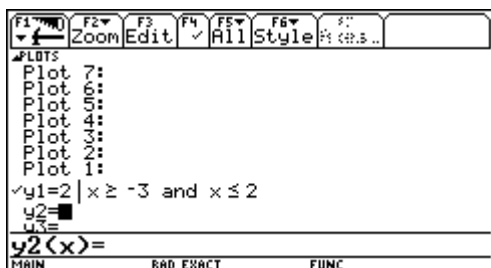 F1 F2 F3 F4 F5 F6
Zoom Edit ✓ All Style
PLOTS
Plot 7:
Plot 6:
Plot 5:
Plot 4:
Plot 3:
Plot 2:
Plot 1:
✓y1=2|x≥ -3 and x≤2
y2=
y3=
y2(x)=
MAIN RAD EXACT FUNC